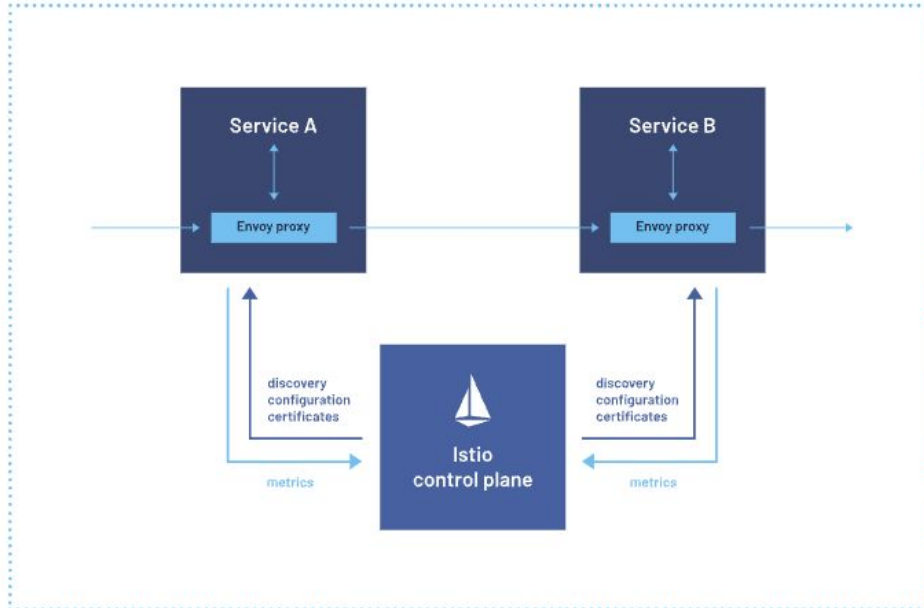 Service A
Service B
Envoy proxy
Envoy proxy
discovery
configuration
certificates
discovery
configuration
certificates
Istio
control plane
metrics
metrics